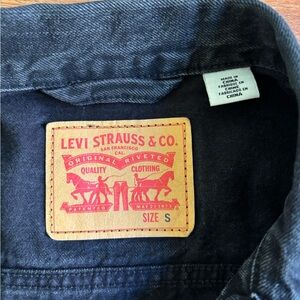 MADE IN
CHINA
FABRIQUÉ EN
CHINE
FABRICADO EN
CHINA
LEVI STRAUSS & CO.
SAN FRANCISCO
CAL.
ORIGINAL RIVETED
QUALITY CLOTHING
PATENTED
SIZE S